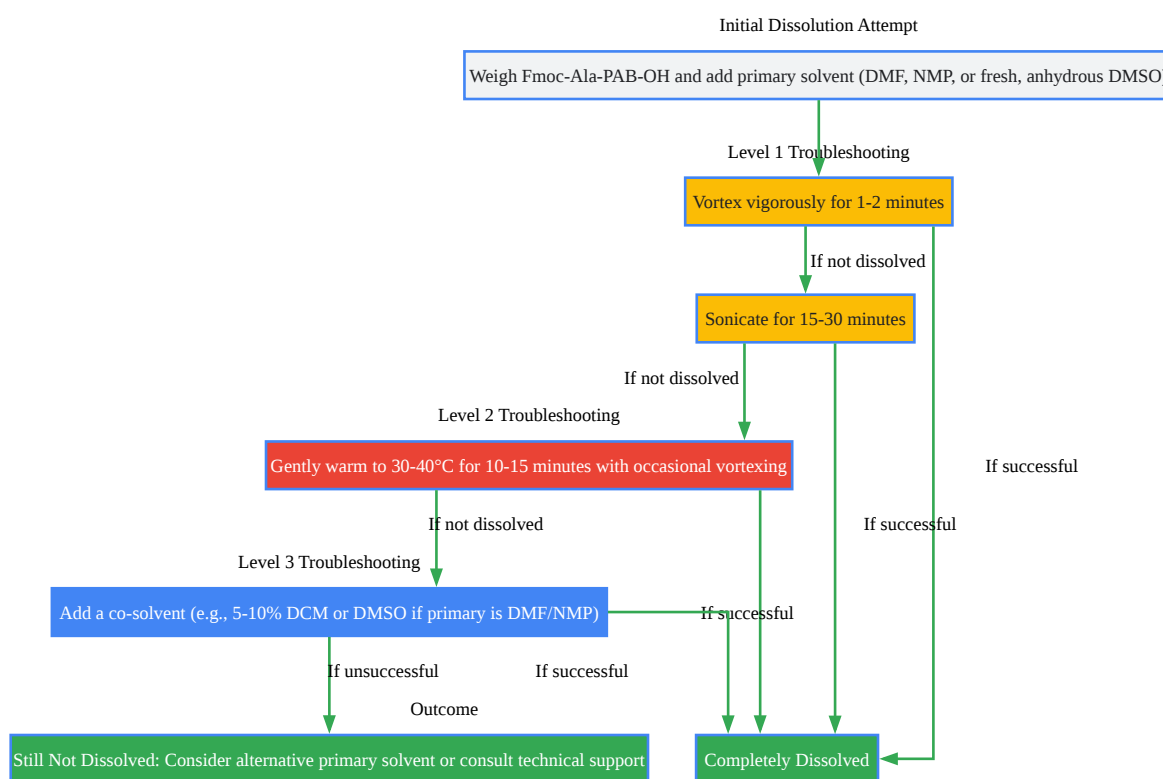 Initial Dissolution Attempt
Weigh Fmoc-Ala-PAB-OH and add primary solvent (DMF, NMP, or fresh, anhydrous DMSO)
Level 1 Troubleshooting
Vortex vigorously for 1-2 minutes
If not dissolved
Sonicate for 15-30 minutes
If not dissolved
Level 2 Troubleshooting
Gently warm to 30-40°C for 10-15 minutes with occasional vortexing
If successful
If not dissolved
If successful
Level 3 Troubleshooting
Add a co-solvent (e.g., 5-10% DCM or DMSO if primary is DMF/NMP)
If successful
If unsuccessful
If successful
Outcome
Still Not Dissolved: Consider alternative primary solvent or consult technical support
Completely Dissolved